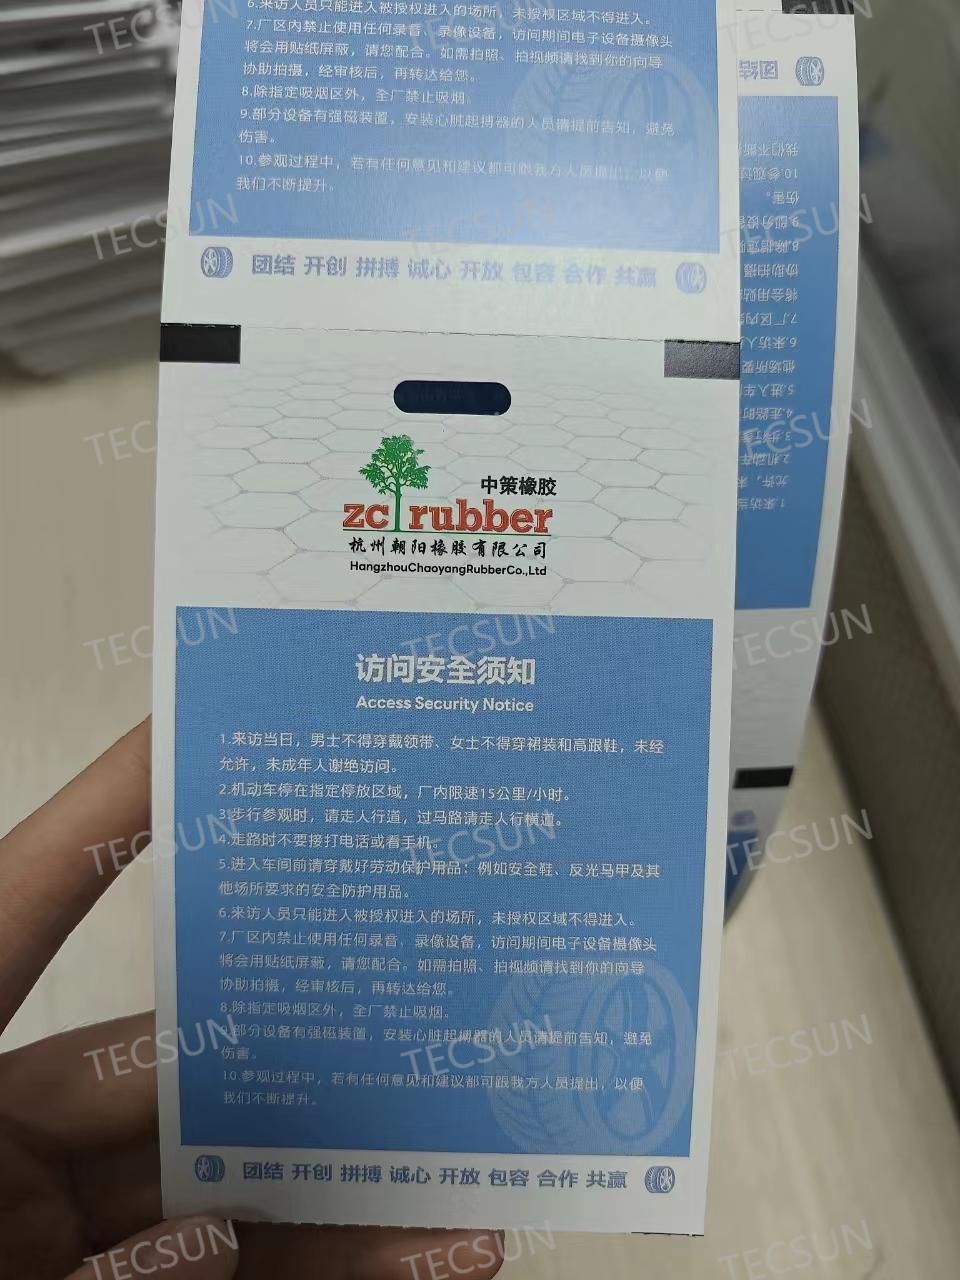 6.来访人员只能进入被授权进入的场所，未授权区域不得进入。
7.厂区内禁止使用任何录音、录像设备，访问期间电子设备摄像头
将会用贴纸屏蔽，请您配合。如需拍照、拍视频请找到你的向导
协助拍摄，经审核后，再转达给您。
8.除指定吸烟区外，全厂禁止吸烟。
9.部分设备有强磁装置，安装心脏起搏器的人员请提前告知，避免
伤害。
10.参观过程中，若有任何意见和建议都可跟我方人员提出，以便
我们不断提升。
团结 开创 拼搏 诚心 开放 包容 合作 共赢
中策橡胶
zc rubber
杭州朝阳橡胶有限公司
HangzhouChaoyangRubberCo.,Ltd
访问安全须知
Access Security Notice
1.来访当日，男士不得穿戴领带、女士不得穿裙装和高跟鞋，未经
允许，未成年人谢绝访问。
2.机动车停在指定停放区域，厂内限速15公里/小时。
3.步行参观时，请走人行道，过马路请走人行横道。
4.走路时不要接打电话或看手机。
5.进入车间前请穿戴好劳动保护用品：例如安全鞋、反光马甲及其
他场所要求的安全防护用品。
6.来访人员只能进入被授权进入的场所，未授权区域不得进入。
7.厂区内禁止使用任何录音、录像设备，访问期间电子设备摄像头
将会用贴纸屏蔽，请您配合。如需拍照、拍视频请找到你的向导
协助拍摄，经审核后，再转达给您。
8.除指定吸烟区外，全厂禁止吸烟。
9.部分设备有强磁装置，安装心脏起搏器的人员请提前告知，避免
伤害。
10.参观过程中，若有任何意见和建议都可跟我方人员提出，以便
我们不断提升。
团结 开创 拼搏 诚心 开放 包容 合作 共赢
TECSUN